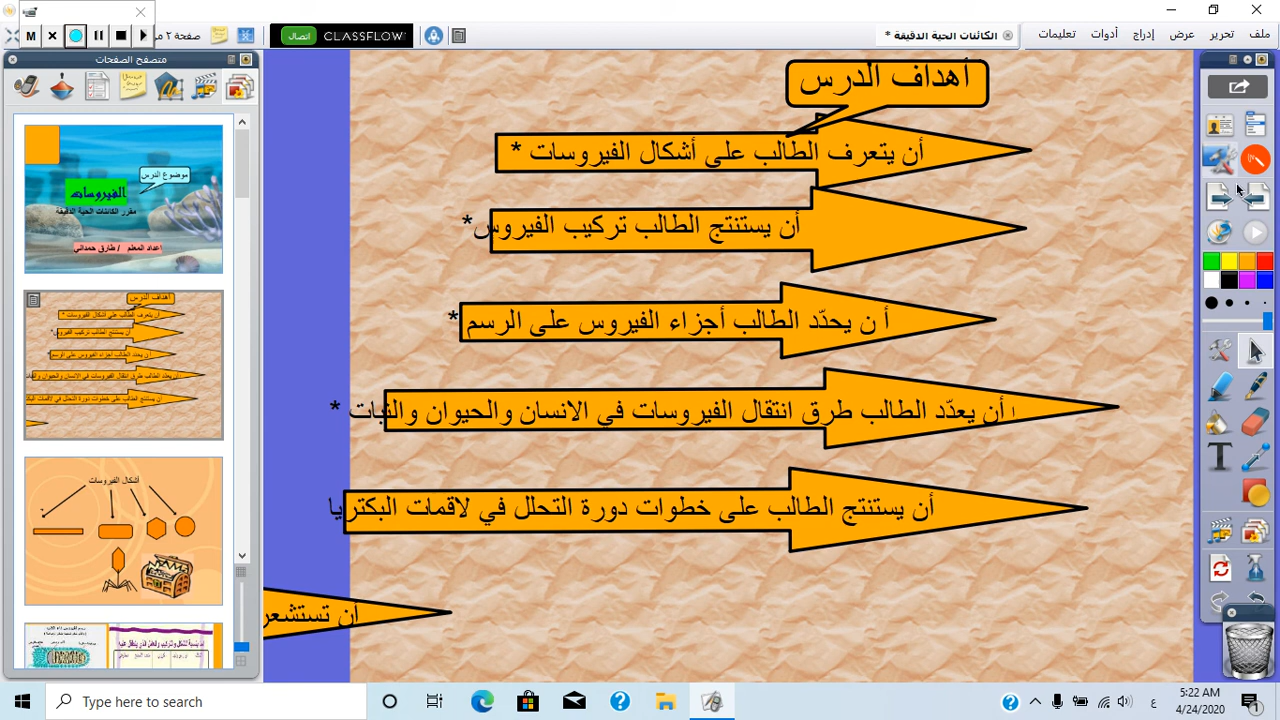 M
صفحة ٢ مر
اتصال
CLASSFLOW
* الكائنات الحية الدقيقة
ملف
تحرير
عرض
إدراج
أدوات
تعليمات
متصفح الصفحات
موضوع الدرس
الفيروسات
مقرر الكائنات الحية الدقيقة
اعداد المعلم / طارق حمدانى
أهداف الدرس
أن يتعرف الطالب على أشكال الفيروسات *
أن يستنتج الطالب تركيب الفيروس *
أ ن يحدّد الطالب أجزاء الفيروس على الرسم *
أن يعدّد الطالب طرق انتقال الفيروسات في الانسان والحيوان والنبات *
أن يستنتج الطالب على خطوات دورة التحلل في لاقمات البكتريا
أن تستشعر
أشكال الفيروسات
T
Type here to search
ع
5:22 AM
4/24/2020